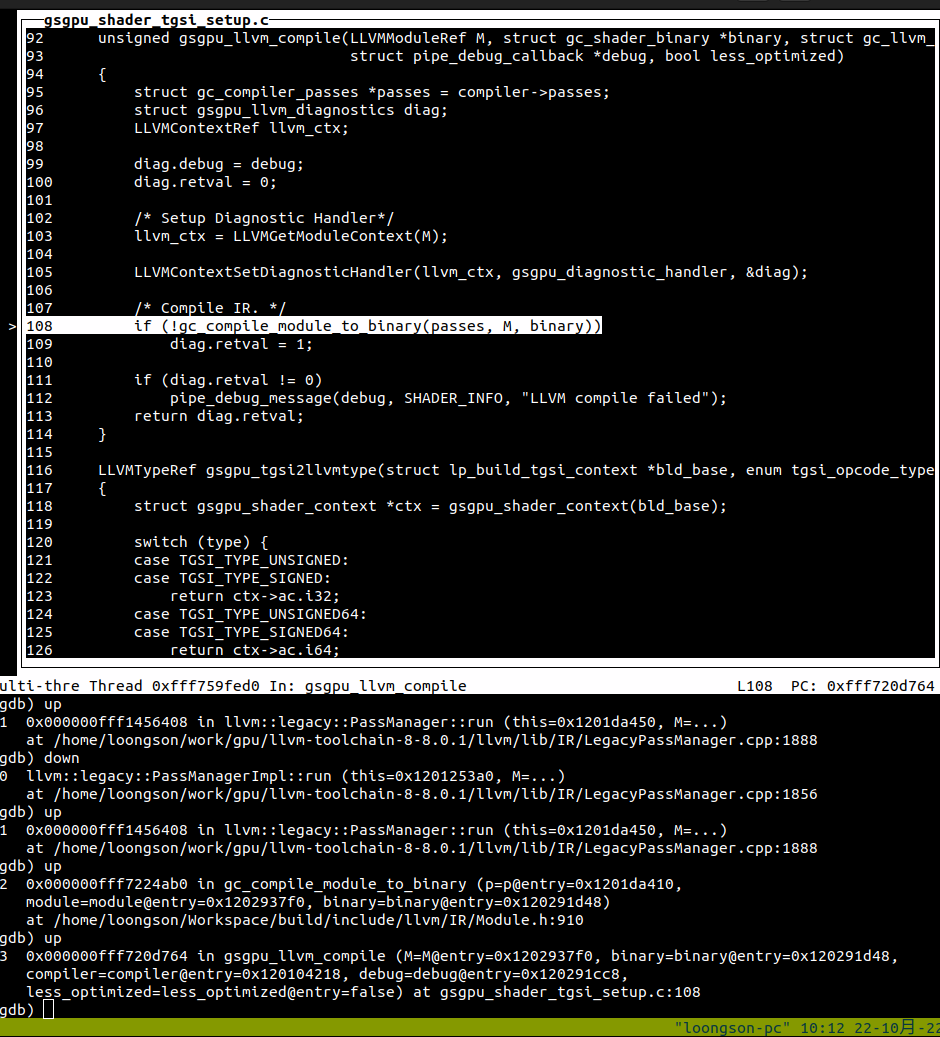 gsgpu_shader_tgsi_setup.c
92 unsigned gsgpu_llvm_compile(LLVMModuleRef M, struct gc_shader_binary *binary, struct gc_llvm_
93 struct pipe_debug_callback *debug, bool less_optimized)
94 {
95 struct gc_compiler_passes *passes = compiler->passes;
96 struct gsgpu_llvm_diagnostics diag;
97 LLVMContextRef llvm_ctx;
98
99 diag.debug = debug;
100 diag.retval = 0;
101
102 /* Setup Diagnostic Handler*/
103 llvm_ctx = LLVMGetModuleContext(M);
104
105 LLVMContextSetDiagnosticHandler(llvm_ctx, gsgpu_diagnostic_handler, &diag);
106
107 /* Compile IR. */
> 108 if (!gc_compile_module_to_binary(passes, M, binary))
109 diag.retval = 1;
110
111 if (diag.retval != 0)
112 pipe_debug_message(debug, SHADER_INFO, "LLVM compile failed");
113 return diag.retval;
114 }
115
116 LLVMTypeRef gsgpu_tgsi2llvmtype(struct lp_build_tgsi_context *bld_base, enum tgsi_opcode_type
117 {
118 struct gsgpu_shader_context *ctx = gsgpu_shader_context(bld_base);
119
120 switch (type) {
121 case TGSI_TYPE_UNSIGNED:
122 case TGSI_TYPE_SIGNED:
123 return ctx->ac.i32;
124 case TGSI_TYPE_UNSIGNED64:
125 case TGSI_TYPE_SIGNED64:
126 return ctx->ac.i64;
ulti-thre Thread 0xfff759fed0 In: gsgpu_llvm_compile L108 PC: 0xfff720d764
gdb) up
1 0x000000fff1456408 in llvm::legacy::PassManager::run (this=0x1201da450, M=...)
at /home/loongson/work/gpu/llvm-toolchain-8-8.0.1/llvm/lib/IR/LegacyPassManager.cpp:1888
gdb) down
0 llvm::legacy::PassManagerImpl::run (this=0x1201253a0, M=...)
at /home/loongson/work/gpu/llvm-toolchain-8-8.0.1/llvm/lib/IR/LegacyPassManager.cpp:1856
gdb) up
1 0x000000fff1456408 in llvm::legacy::PassManager::run (this=0x1201da450, M=...)
at /home/loongson/work/gpu/llvm-toolchain-8-8.0.1/llvm/lib/IR/LegacyPassManager.cpp:1888
gdb) up
2 0x000000fff7224ab0 in gc_compile_module_to_binary (p=p@entry=0x1201da410,
module=module@entry=0x1202937f0, binary=binary@entry=0x120291d48)
at /home/loongson/Workspace/build/include/llvm/IR/Module.h:910
gdb) up
3 0x000000fff720d764 in gsgpu_llvm_compile (M=M@entry=0x1202937f0, binary=binary@entry=0x120291d48,
compiler=compiler@entry=0x120104218, debug=debug@entry=0x120291cc8,
less_optimized=less_optimized@entry=false) at gsgpu_shader_tgsi_setup.c:108
gdb)
"loongson-pc" 10:12 22-10月-22